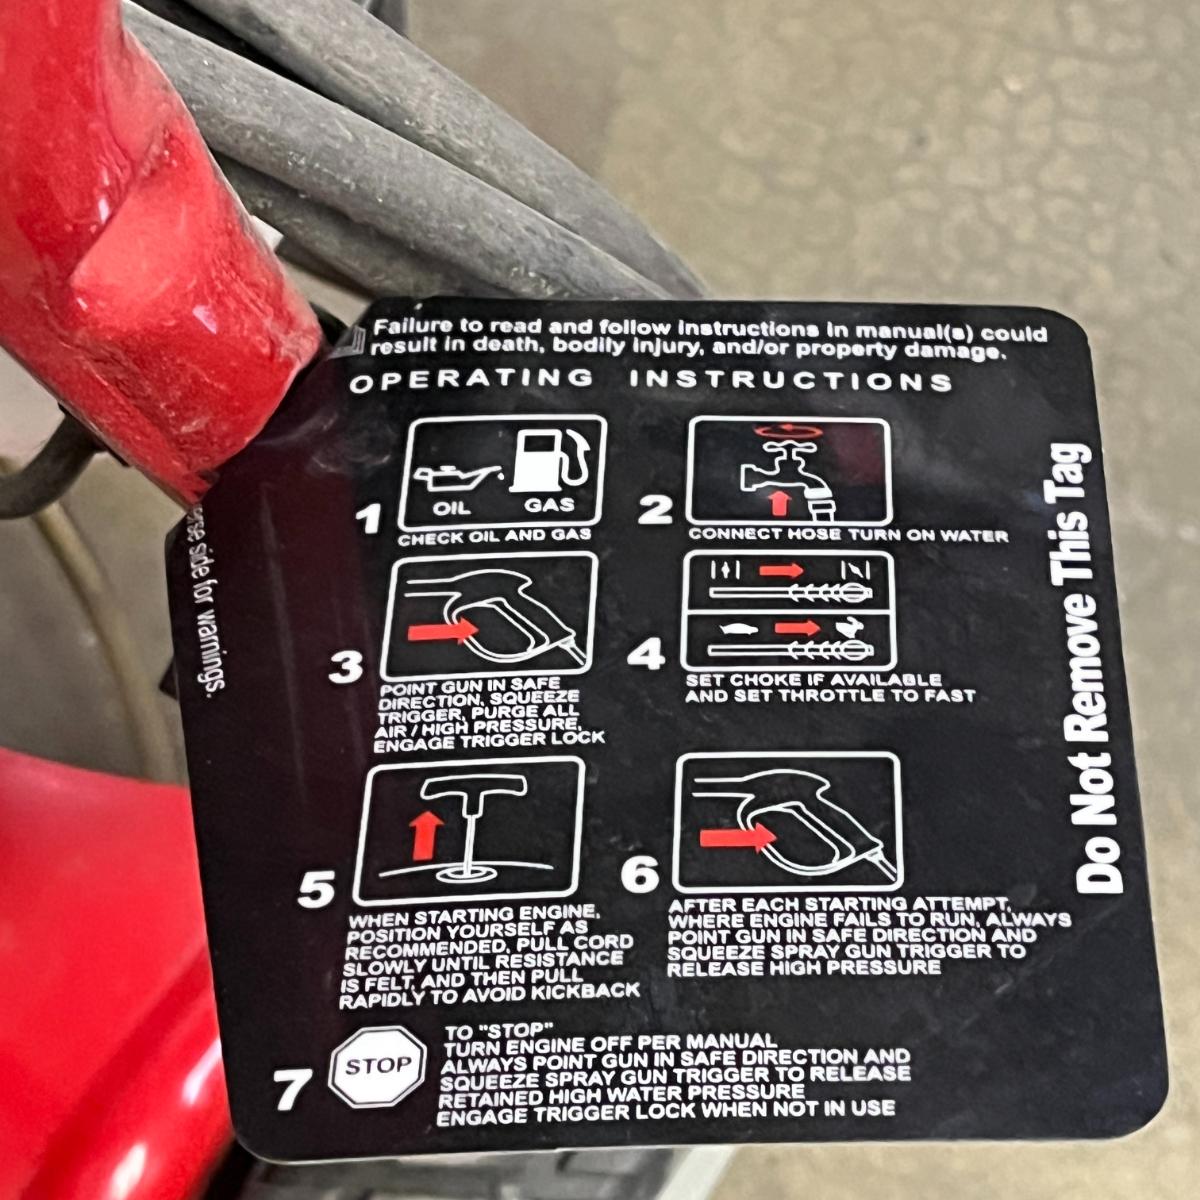 Failure to read and follow instructions in manual(s) could
result in death, bodily injury, and/or property damage.
OPERATING INSTRUCTIONS
OIL
GAS
1
CHECK OIL AND GAS
2
CONNECT HOSE TURN ON WATER
3
POINT GUN IN SAFE
DIRECTION, SQUEEZE
TRIGGER, PURGE ALL
AIR / HIGH PRESSURE,
ENGAGE TRIGGER LOCK
4
SET CHOKE IF AVAILABLE
AND SET THROTTLE TO FAST
5
WHEN STARTING ENGINE,
POSITION YOURSELF AS
RECOMMENDED, PULL CORD
SLOWLY UNTIL RESISTANCE
IS FELT, AND THEN PULL
RAPIDLY TO AVOID KICKBACK
6
AFTER EACH STARTING ATTEMPT,
WHERE ENGINE FAILS TO RUN, ALWAYS
POINT GUN IN SAFE DIRECTION AND
SQUEEZE SPRAY GUN TRIGGER TO
RELEASE HIGH PRESSURE
7
STOP
TO "STOP"
TURN ENGINE OFF PER MANUAL
ALWAYS POINT GUN IN SAFE DIRECTION AND
SQUEEZE SPRAY GUN TRIGGER TO RELEASE
RETAINED HIGH WATER PRESSURE
ENGAGE TRIGGER LOCK WHEN NOT IN USE
Do Not Remove This Tag
side for warnings.